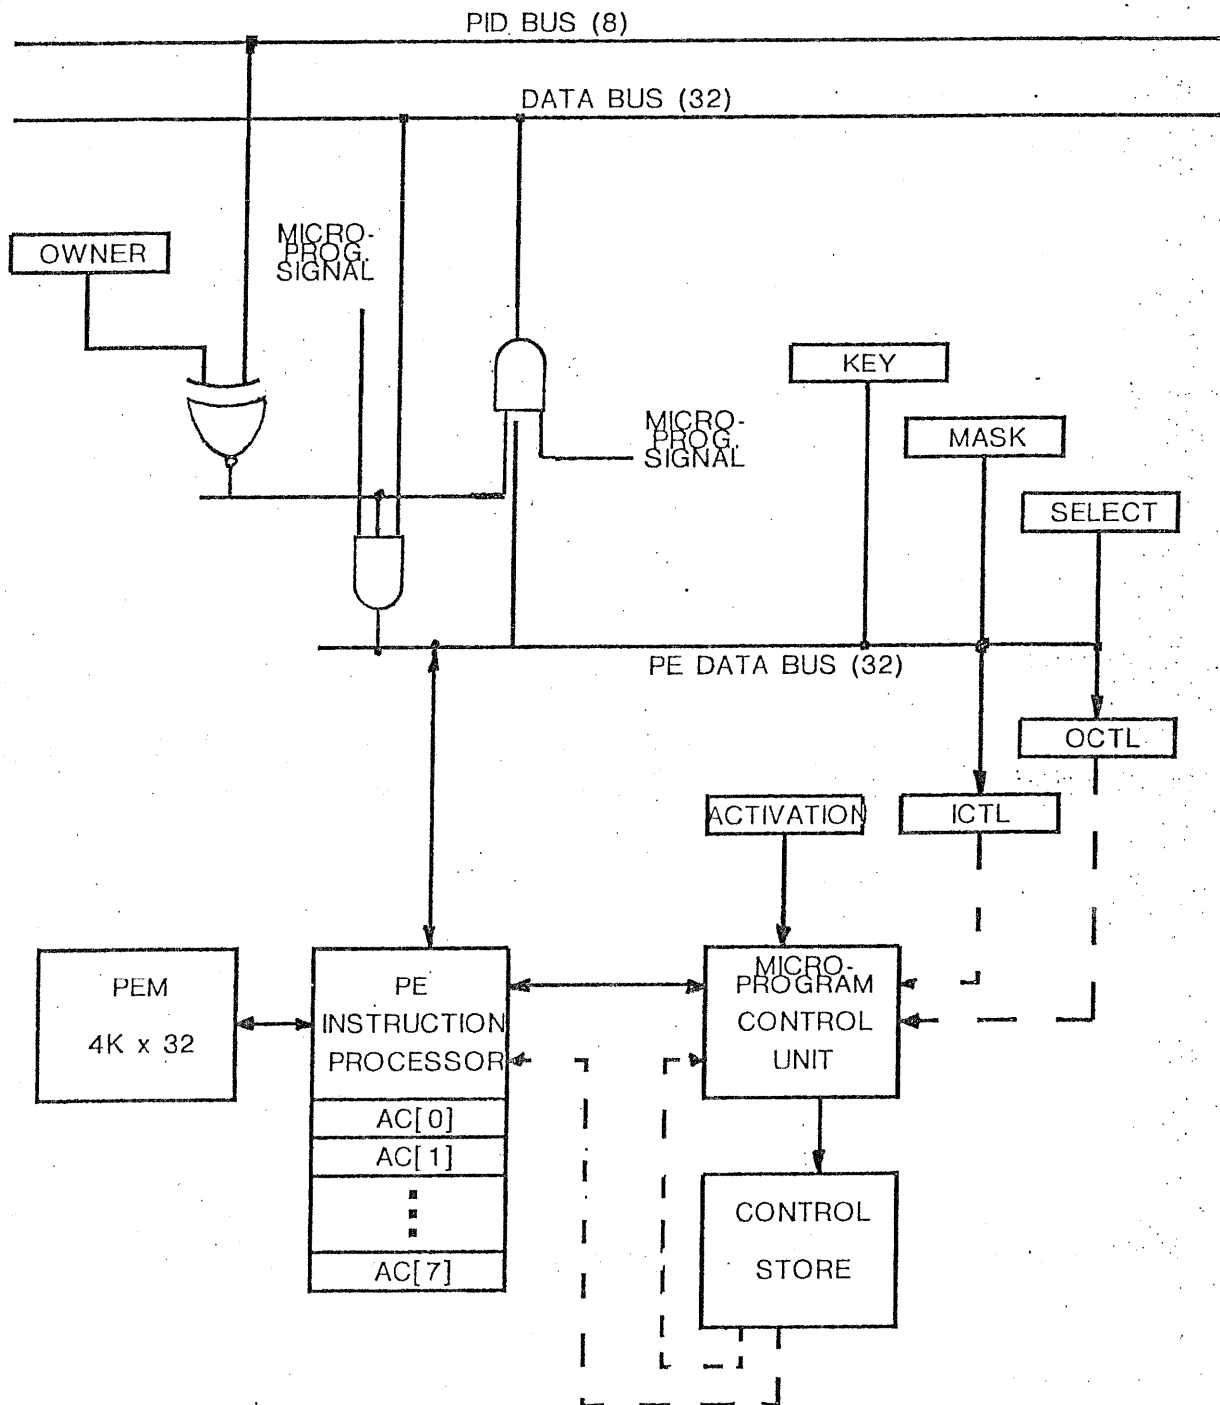 PID BUS (8)
DATA BUS (32)
OWNER
MICRO-
PROG.
SIGNAL
KEY
MICRO-
PROG.
SIGNAL
MASK
SELECT
PE DATA BUS (32)
OCTL
ACTIVATION
ICTL
PEM
4K x 32
PE
INSTRUCTION
PROCESSOR
MICRO-
PROGRAM
CONTROL
UNIT
AC[0]
AC[1]
AC[7]
CONTROL
STORE